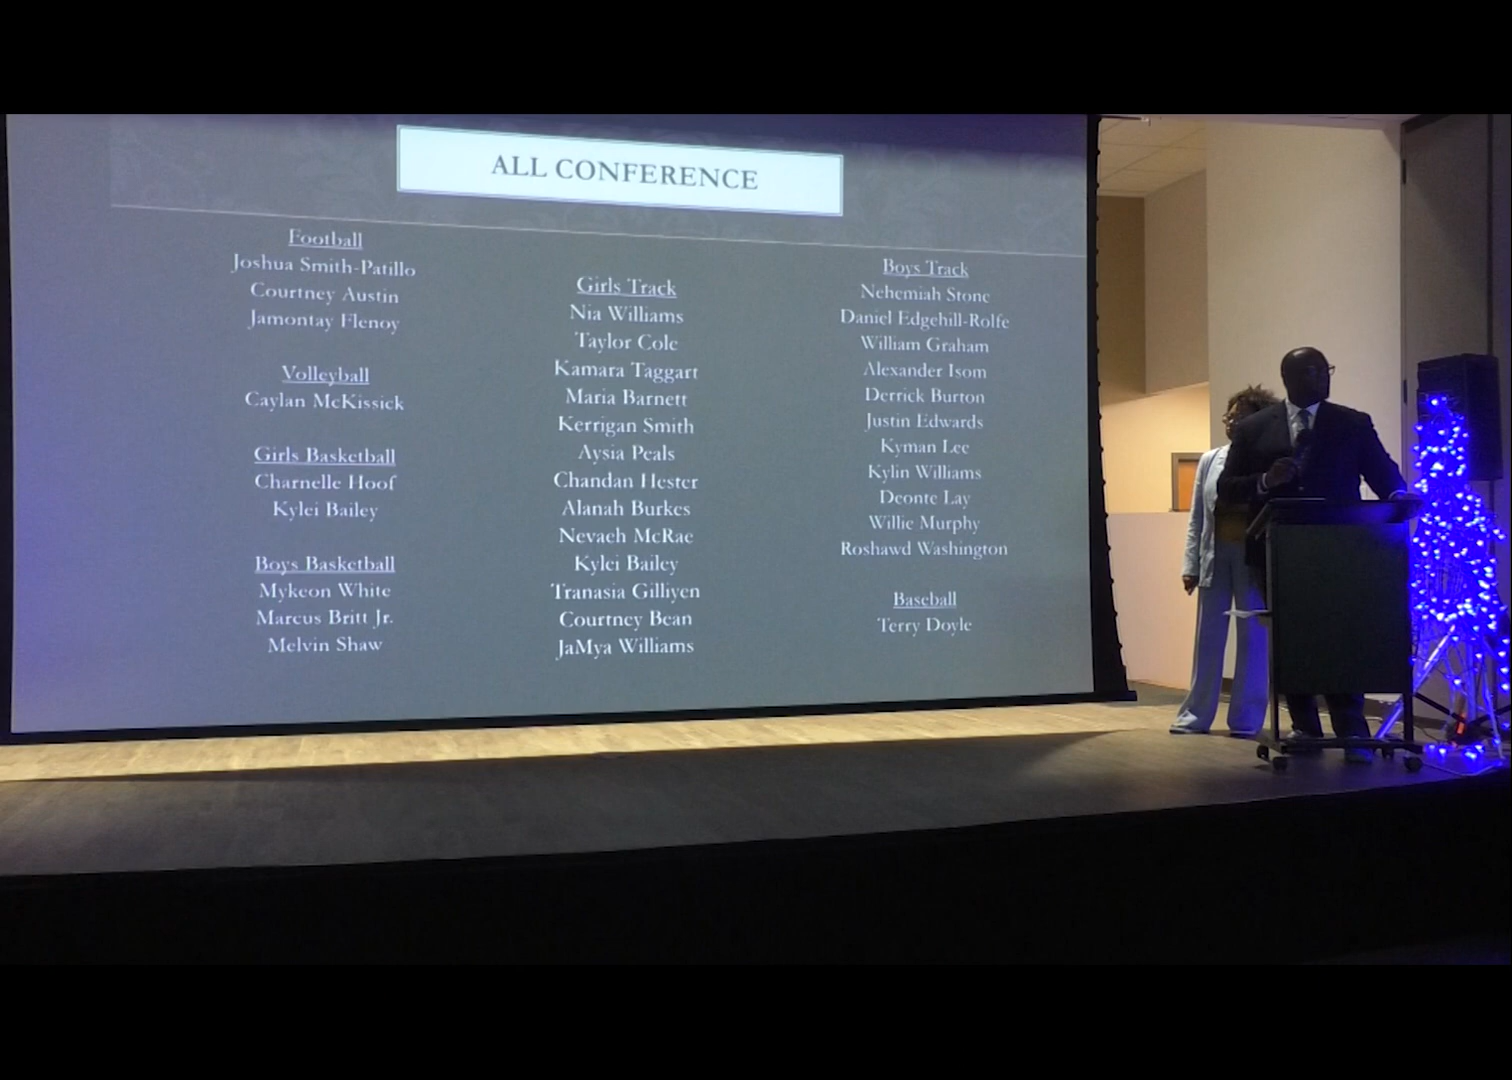 ALL CONFERENCE
Football
Joshua Smith-Patillo
Courtney Austin
Jamontay Flenoy
Volleyball
Caylan McKissick
Girls Basketball
Charnelle Hoof
Kylei Bailey
Boys Basketball
Mykeon White
Marcus Britt Jr.
Melvin Shaw
Girls Track
Nia Williams
Taylor Cole
Kamara Taggart
Maria Barnett
Kerrigan Smith
Aysia Peals
Chandan Hester
Alanah Burkes
Nevaeh McRae
Kylei Bailey
Tranasia Gilliyen
Courtney Bean
JaMya Williams
Boys Track
Nehemiah Stone
Daniel Edgehill-Rolfe
William Graham
Alexander Isom
Derrick Burton
Justin Edwards
Kyman Lee
Kylin Williams
Deonte Lay
Willie Murphy
Roshawd Washington
Baseball
Terry Doyle